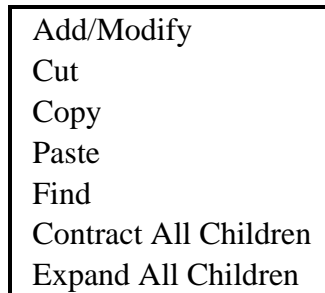 Add/Modify
Cut
Copy
Paste
Find
Contract All Children
Expand All Children